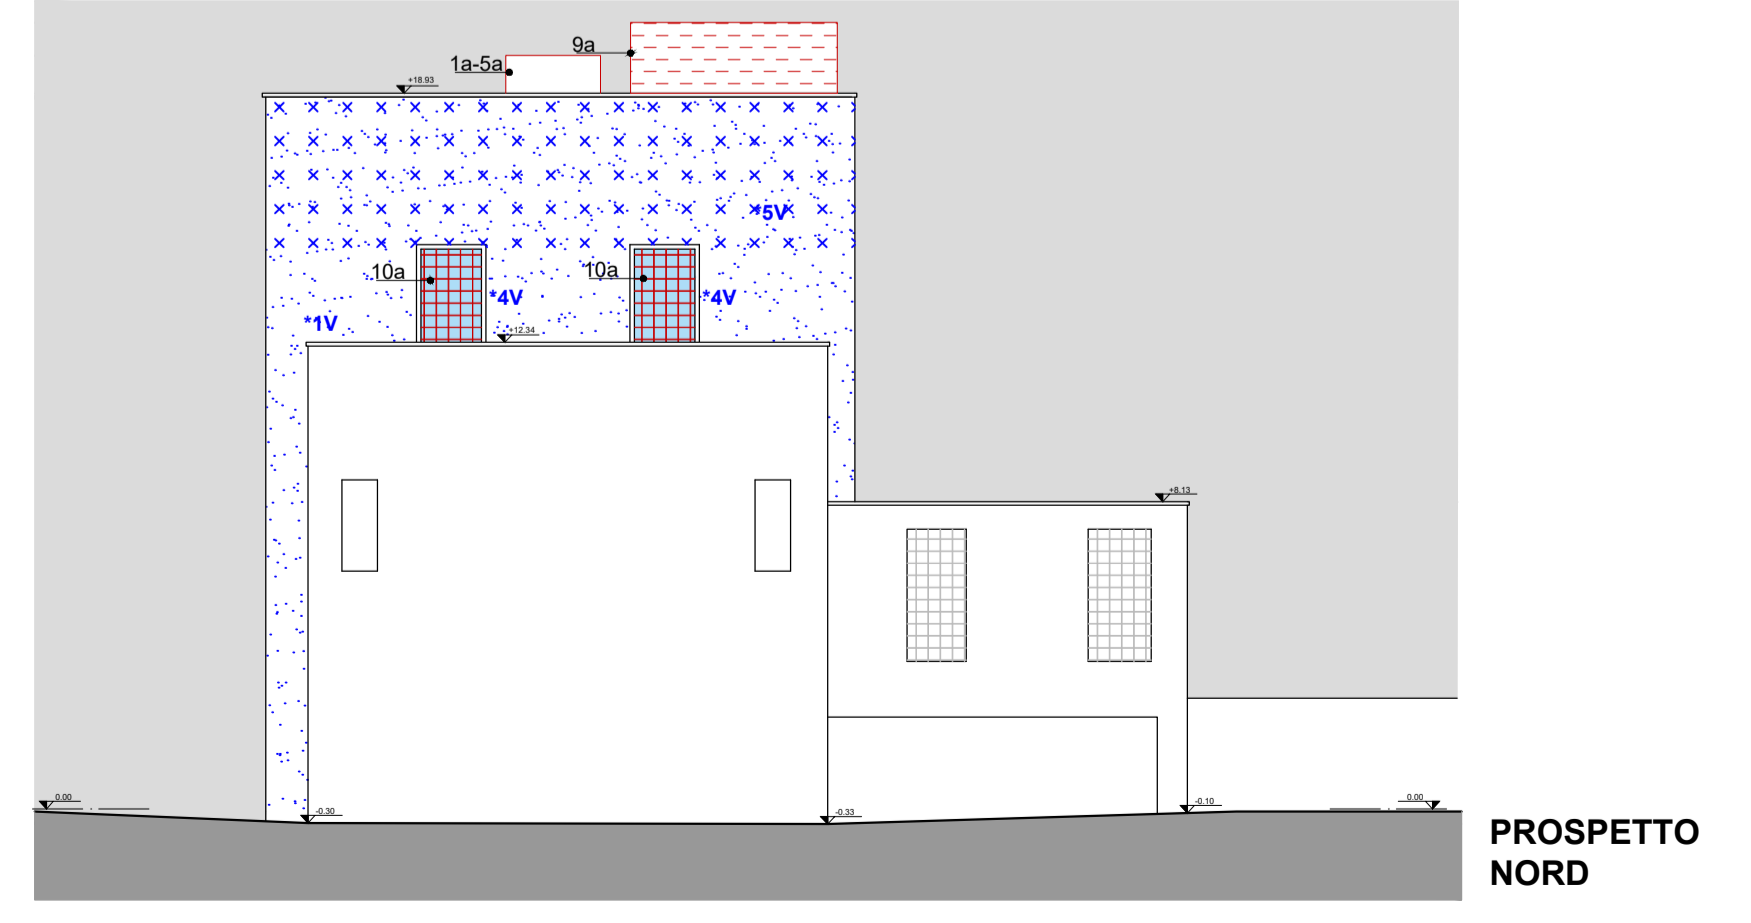 9a
1a-5a
+18.93
*5V
10a
10a
*4V
*4V
*1V
+12.34
+8.13
0.00
-0.30
-0.33
-0.10
0.00
PROSPETTO
NORD